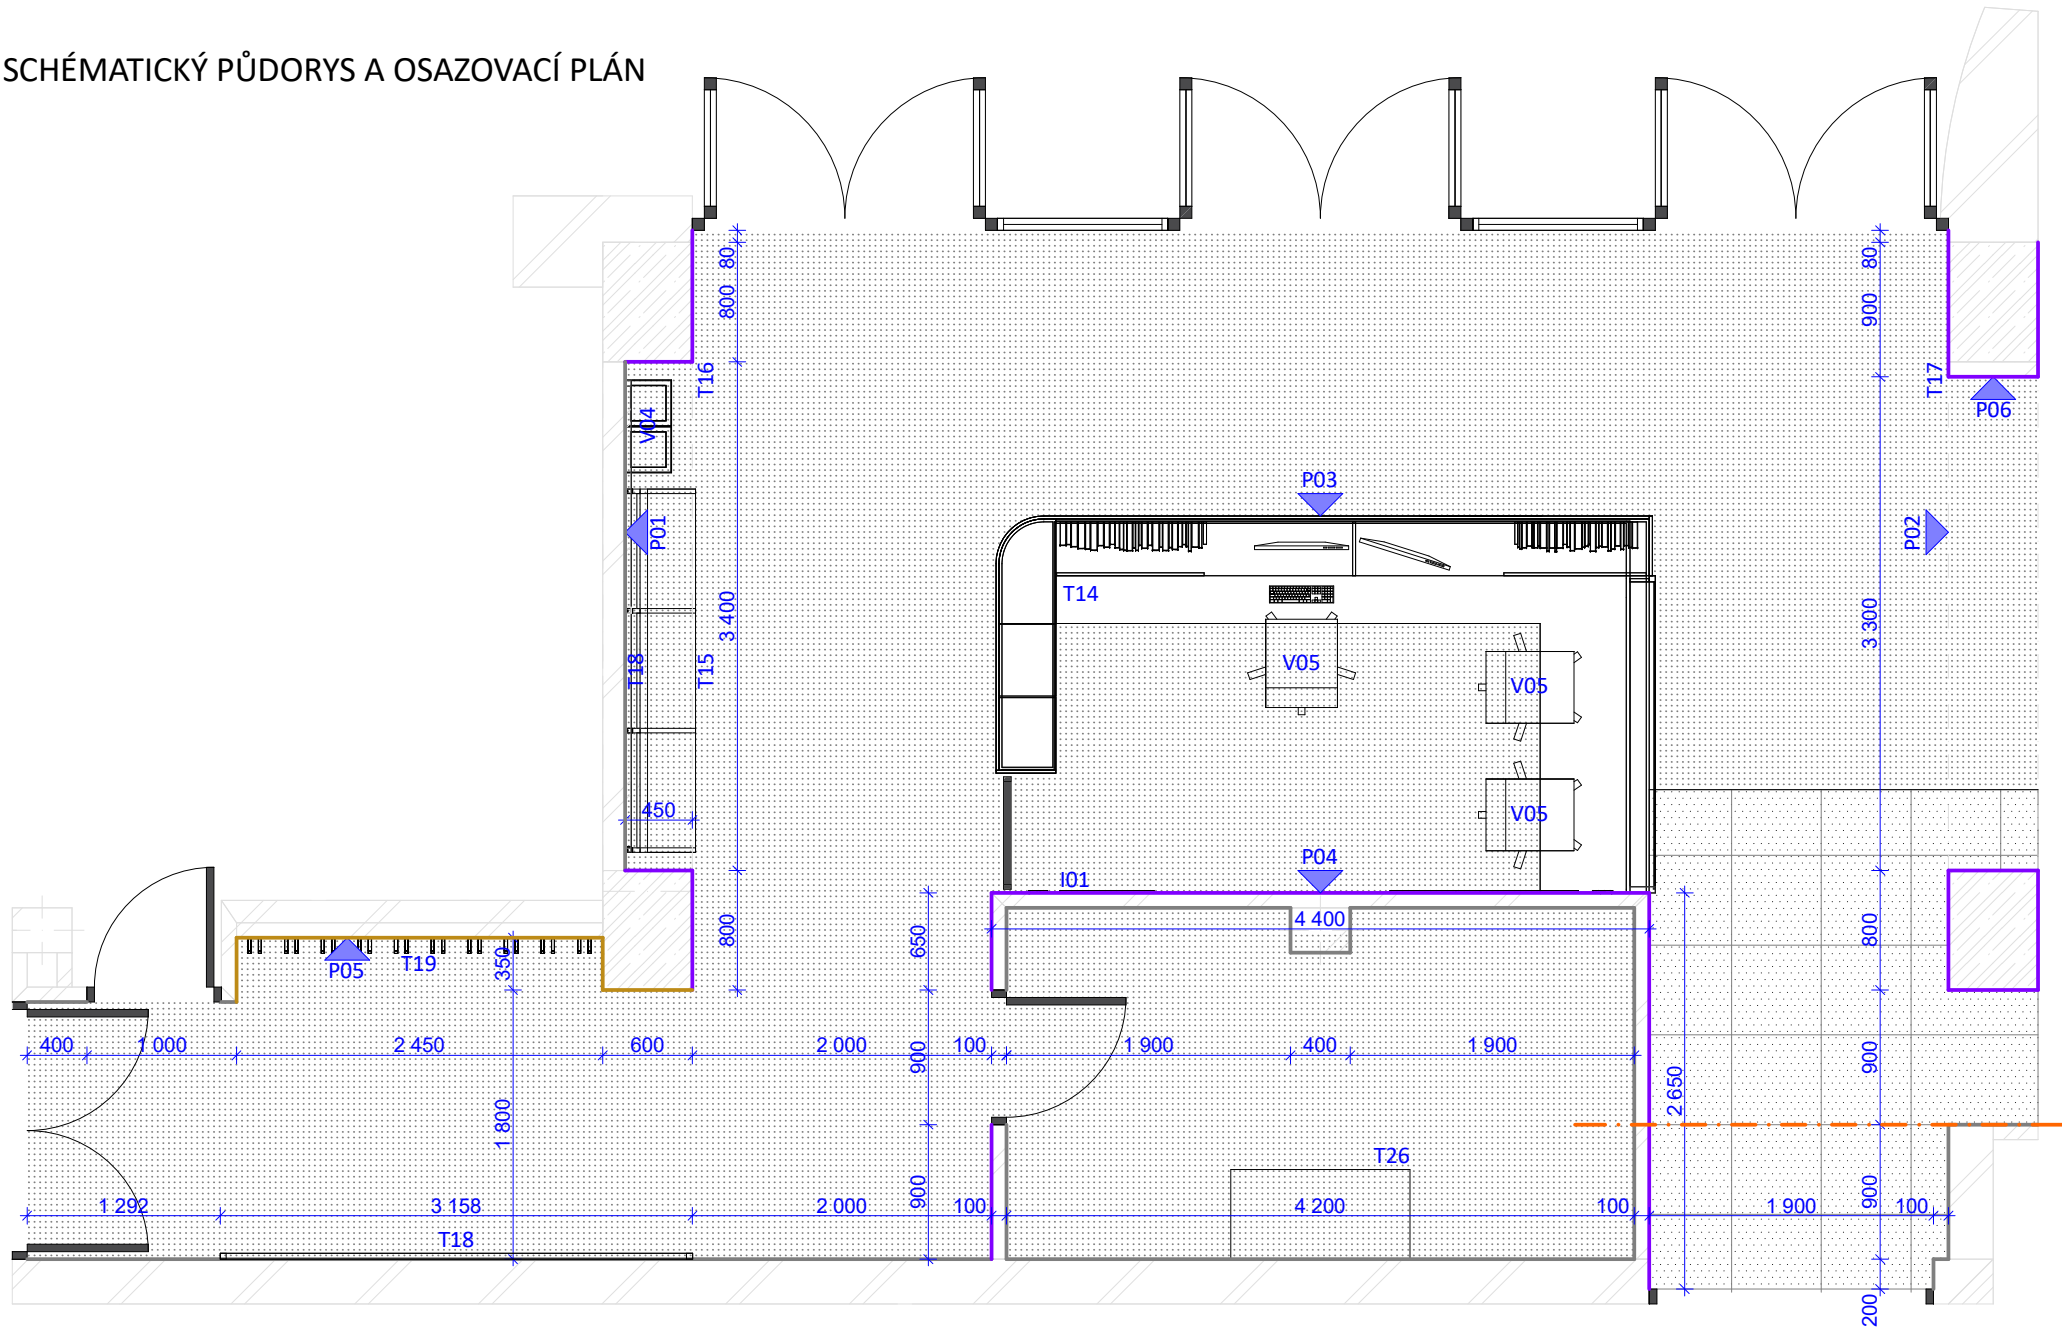 SCHÉMATICKÝ PŮDORYS A OSAZOVACÍ PLÁN
80
800
T16
V04
P01
3 400
T18
T15
450
800
80
900
T17
P06
P02
3 300
P03
T14
V05
V05
V05
P04
I01
4 400
650
800
P05
T19
350
400
1 000
2 450
600
2 000
100
900
1 900
400
1 900
2 650
900
1 800
T26
1 292
3 158
2 000
900
100
4 200
100
1 900
100
900
T18
200